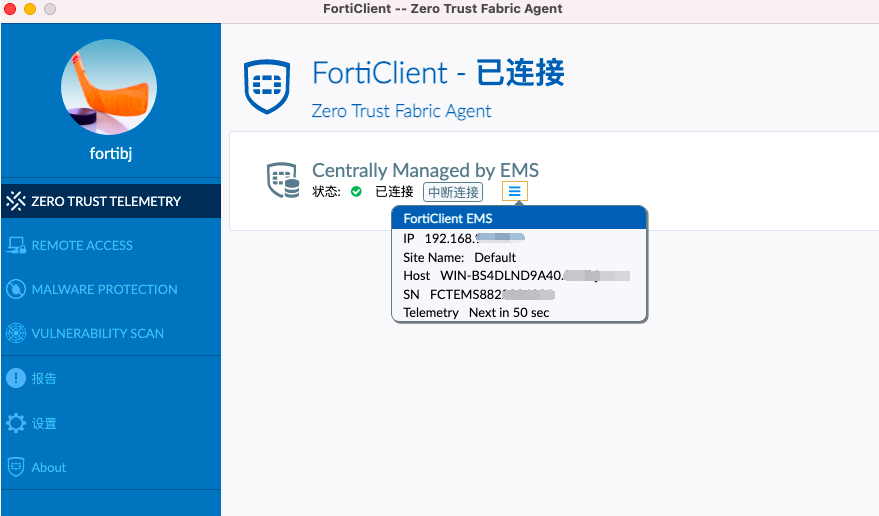 FortiClient -- Zero Trust Fabric Agent
fortibj
ZERO TRUST TELEMETRY
REMOTE ACCESS
MALWARE PROTECTION
VULNERABILITY SCAN
报告
设置
About
FortiClient - 已连接
Zero Trust Fabric Agent
Centrally Managed by EMS
状态: 已连接 中断连接
FortiClient EMS
IP 192.168.
Site Name: Default
Host WIN-BS4DLND9A40.
SN FCTEMS882
Telemetry Next in 50 sec